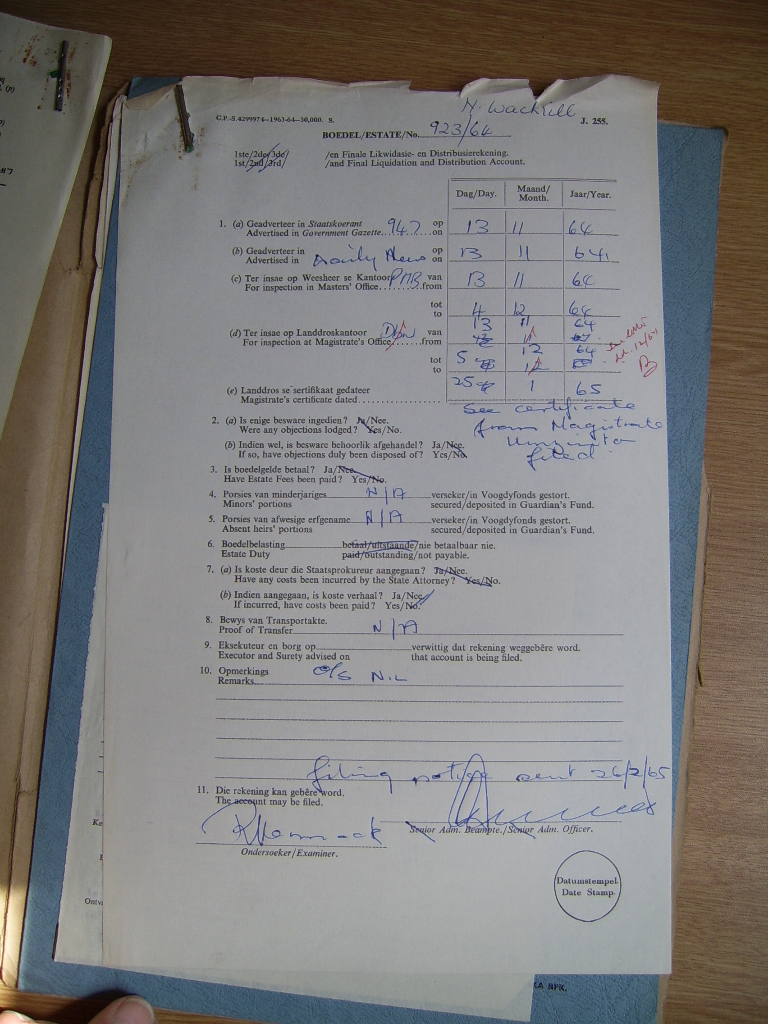 N. Wackrill
G.P.-S.4299974-1963-64-30,000. S. J. 255.
BOEDEL/ESTATE/No. 923/64
1ste/2de/3de/ /en Finale Likwidasie- en Distribusierekening.
1st/2nd/3rd/ /and Final Liquidation and Distribution Account.
Dag/Day. Maand/Month. Jaar/Year.
1. (a) Geadverteer in Staatskoerant 947 op 13 11 64
Advertised in Government Gazette on
(b) Geadverteer in op 13 11 64
Advertised in Daily News on
(c) Ter insae op Weesheer se Kantoor PMB van 13 11 64
For inspection in Masters' Office from
tot 4 12 64
to
(d) Ter insae op Landdroskantoor Dbn van 13 11 64
For inspection at Magistrate's Office from
tot 5 12 64
to
(e) Landdros se sertifikaat gedateer 25 1 65
Magistrate's certificate dated
See certificate
from Magistrate
Umzinto
filed.
2. (a) Is enige besware ingedien? Ja/Nee.
Were any objections lodged? Yes/No.
(b) Indien wel, is besware behoorlik afgehandel? Ja/Nee.
If so, have objections duly been disposed of? Yes/No.
3. Is boedelgelde betaal? Ja/Nee.
Have Estate Fees been paid? Yes/No.
4. Porsies van minderjariges N/A verseker/in Voogdyfonds gestort.
Minors' portions secured/deposited in Guardian's Fund.
5. Porsies van afwesige erfgename N/A verseker/in Voogdyfonds gestort.
Absent heirs' portions secured/deposited in Guardian's Fund.
6. Boedelbelasting betaal/uitstaande/nie betaalbaar nie.
Estate Duty paid/outstanding/not payable.
7. (a) Is koste deur die Staatsprokureur aangegaan? Ja/Nee.
Have any costs been incurred by the State Attorney? Yes/No.
(b) Indien aangegaan, is koste verhaal? Ja/Nee.
If incurred, have costs been paid? Yes/No.
8. Bewys van Transportakte.
Proof of Transfer N/A
9. Eksekuteur en borg op verwittig dat rekening weggebêre word.
Executor and Surety advised on that account is being filed.
10. Opmerkings
Remarks O/S NIL
filing notice sent 26/2/65
11. Die rekening kan gebêre word.
The account may be filed.
Senior Adm. Beampte./Senior Adm. Officer.
Ondersoeker/Examiner.
Datumstempel.
Date Stamp.